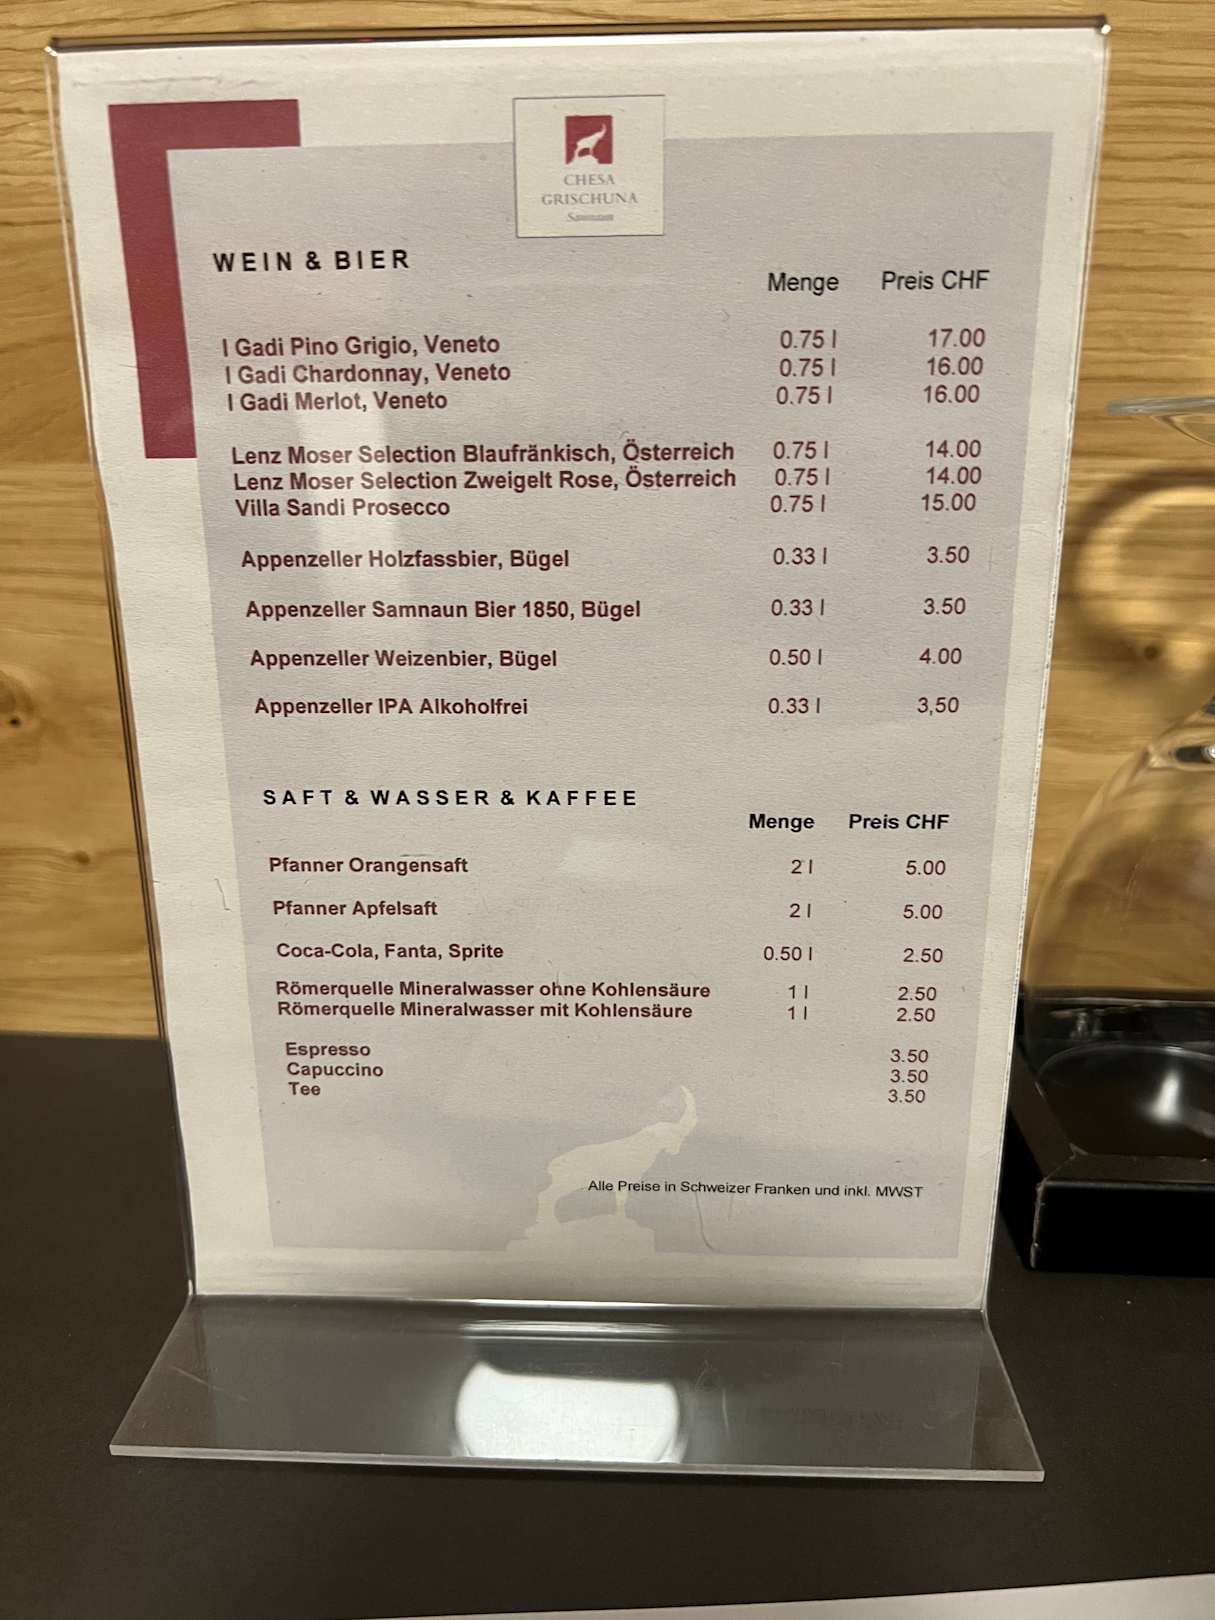 CHESA
GRISCHUNA
Samnaun
WEIN & BIER
Menge Preis CHF
I Gadi Pino Grigio, Veneto 0.75 l 17.00
I Gadi Chardonnay, Veneto 0.75 l 16.00
I Gadi Merlot, Veneto 0.75 l 16.00
Lenz Moser Selection Blaufränkisch, Österreich 0.75 l 14.00
Lenz Moser Selection Zweigelt Rose, Österreich 0.75 l 14.00
Villa Sandi Prosecco 0.75 l 15.00
Appenzeller Holzfassbier, Bügel 0.33 l 3.50
Appenzeller Samnaun Bier 1850, Bügel 0.33 l 3.50
Appenzeller Weizenbier, Bügel 0.50 l 4.00
Appenzeller IPA Alkoholfrei 0.33 l 3,50
SAFT & WASSER & KAFFEE
Menge Preis CHF
Pfanner Orangensaft 2 l 5.00
Pfanner Apfelsaft 2 l 5.00
Coca-Cola, Fanta, Sprite 0.50 l 2.50
Römerquelle Mineralwasser ohne Kohlensäure 1 l 2.50
Römerquelle Mineralwasser mit Kohlensäure 1 l 2.50
Espresso 3.50
Capuccino 3.50
Tee 3.50
Alle Preise in Schweizer Franken und inkl. MWST